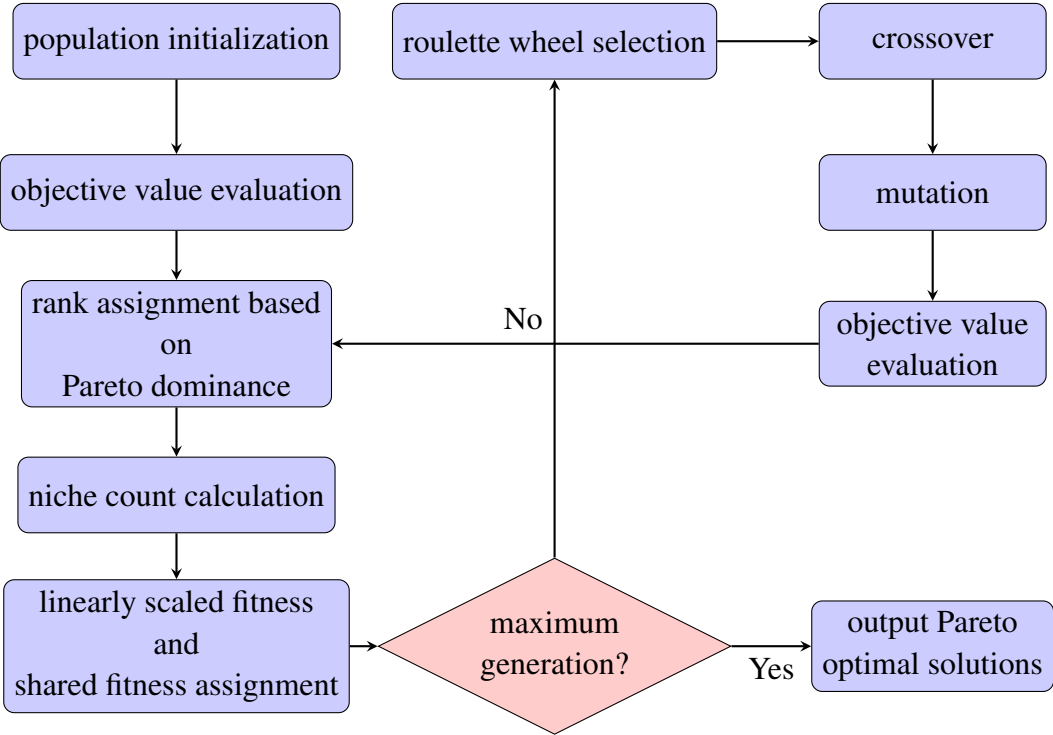 population initialization
roulette wheel selection
crossover
objective value evaluation
mutation
rank assignment based
on
Pareto dominance
No
objective value
evaluation
niche count calculation
linearly scaled fitness
and
shared fitness assignment
maximum
generation?
Yes
output Pareto
optimal solutions